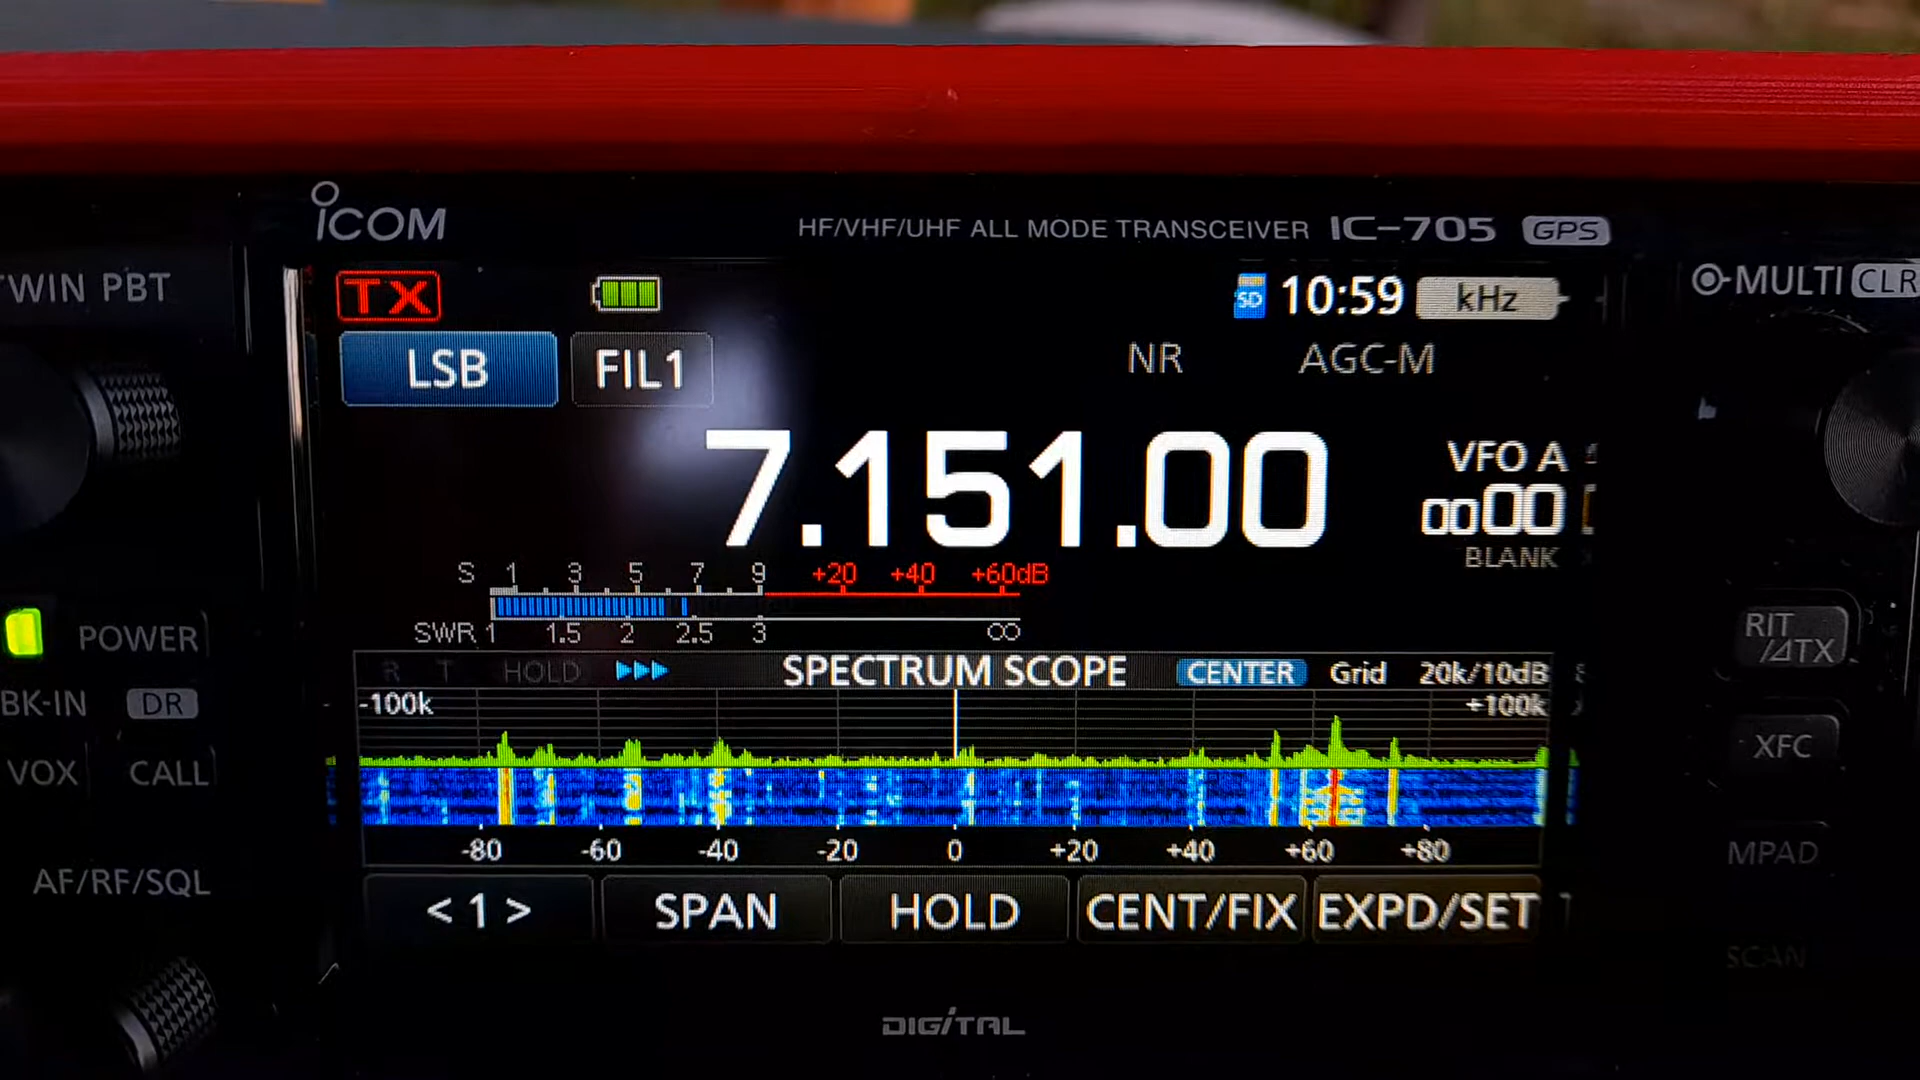 ICOM
HF/VHF/UHF ALL MODE TRANSCEIVER IC-705 GPS
TWIN PBT
MULTI CLR
TX
SD 10:59 kHz
LSB FIL1
NR AGC-M
7.151.00
VFO A
0000
BLANK
S 1 3 5 7 9 +20 +40 +60dB
SWR 1 1.5 2 2.5 3 ∞
POWER
RIT
/⊿TX
R T HOLD SPECTRUM SCOPE CENTER Grid 20k/10dB
-100k +100k
BK-IN DR
XFC
VOX CALL
-80 -60 -40 -20 0 +20 +40 +60 +80
MPAD
AF/RF/SQL
< 1 > SPAN HOLD CENT/FIX EXPD/SET
SCAN
DIGITAL